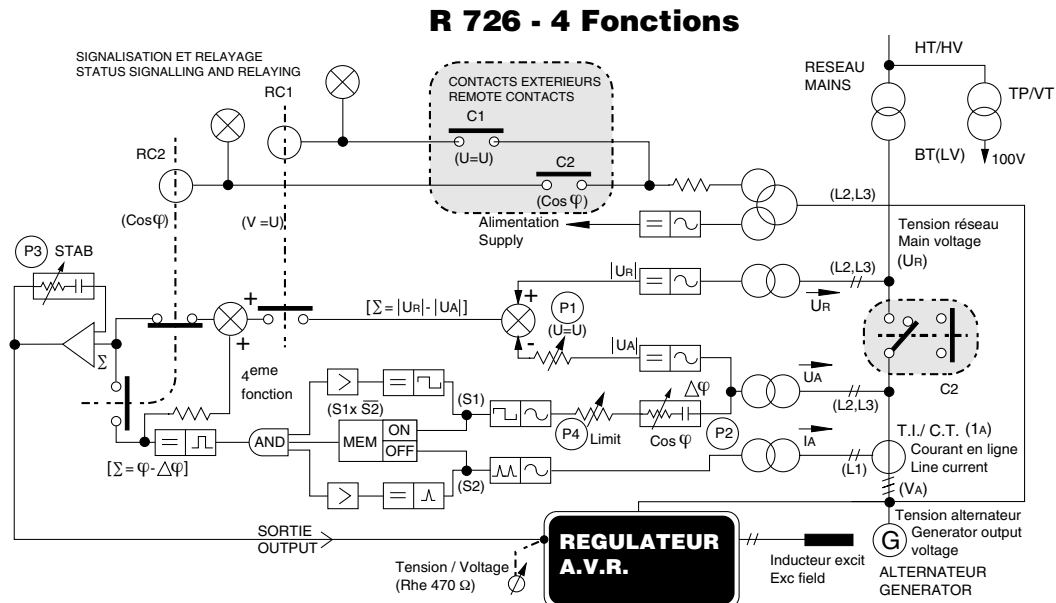 R 726 - 4 Fonctions
SIGNALISATION ET RELAYAGE
STATUS SIGNALLING AND RELAYING
RC1
RC2
CONTACTS EXTERIEURS
REMOTE CONTACTS
C1
(U=U)
C2
(Cos φ)
HT/HV
RESEAU
MAINS
TP/VT
BT(LV)
100V
(Cosφ)
(V =U)
Alimentation
Supply
= ∿
(L2,L3)
Tension réseau
Main voltage
(UR)
P3
STAB
+
+
[Σ = |UR|- |UA|]
|UR|
= ∿
(L2,L3)
UR
+
-
P1
(U=U)
|UA|
= ∿
UA
(L2,L3)
C2
Σ
4eme
fonction
>
=
(S1x S̅2̅)
(S1)
∿
P4
Limit
Δφ
Cos φ
P2
AND
MEM
ON
OFF
=
[Σ = φ-Δφ]
>
=
(S2)
∿
IA
(L1)
T.I./ C.T. (1A)
Courant en ligne
Line current
(VA)
SORTIE
OUTPUT
Tension / Voltage
(Rhe 470 Ω)
REGULATEUR
A.V.R.
Inducteur excit
Exc field
G
Tension alternateur
Generator output
voltage
ALTERNATEUR
GENERATOR